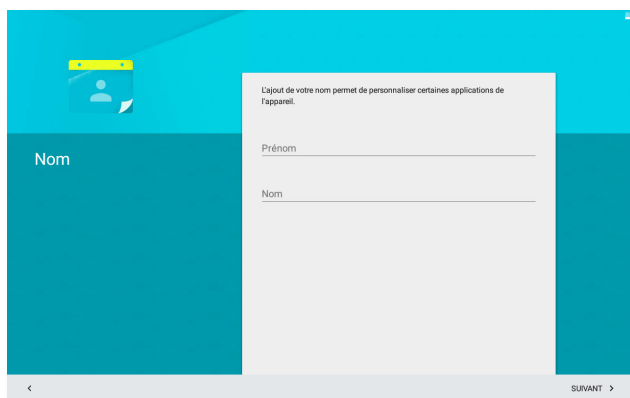 L'ajout de votre nom permet de personnaliser certaines applications de
l'appareil.
Nom
Prénom
Nom
SUIVANT